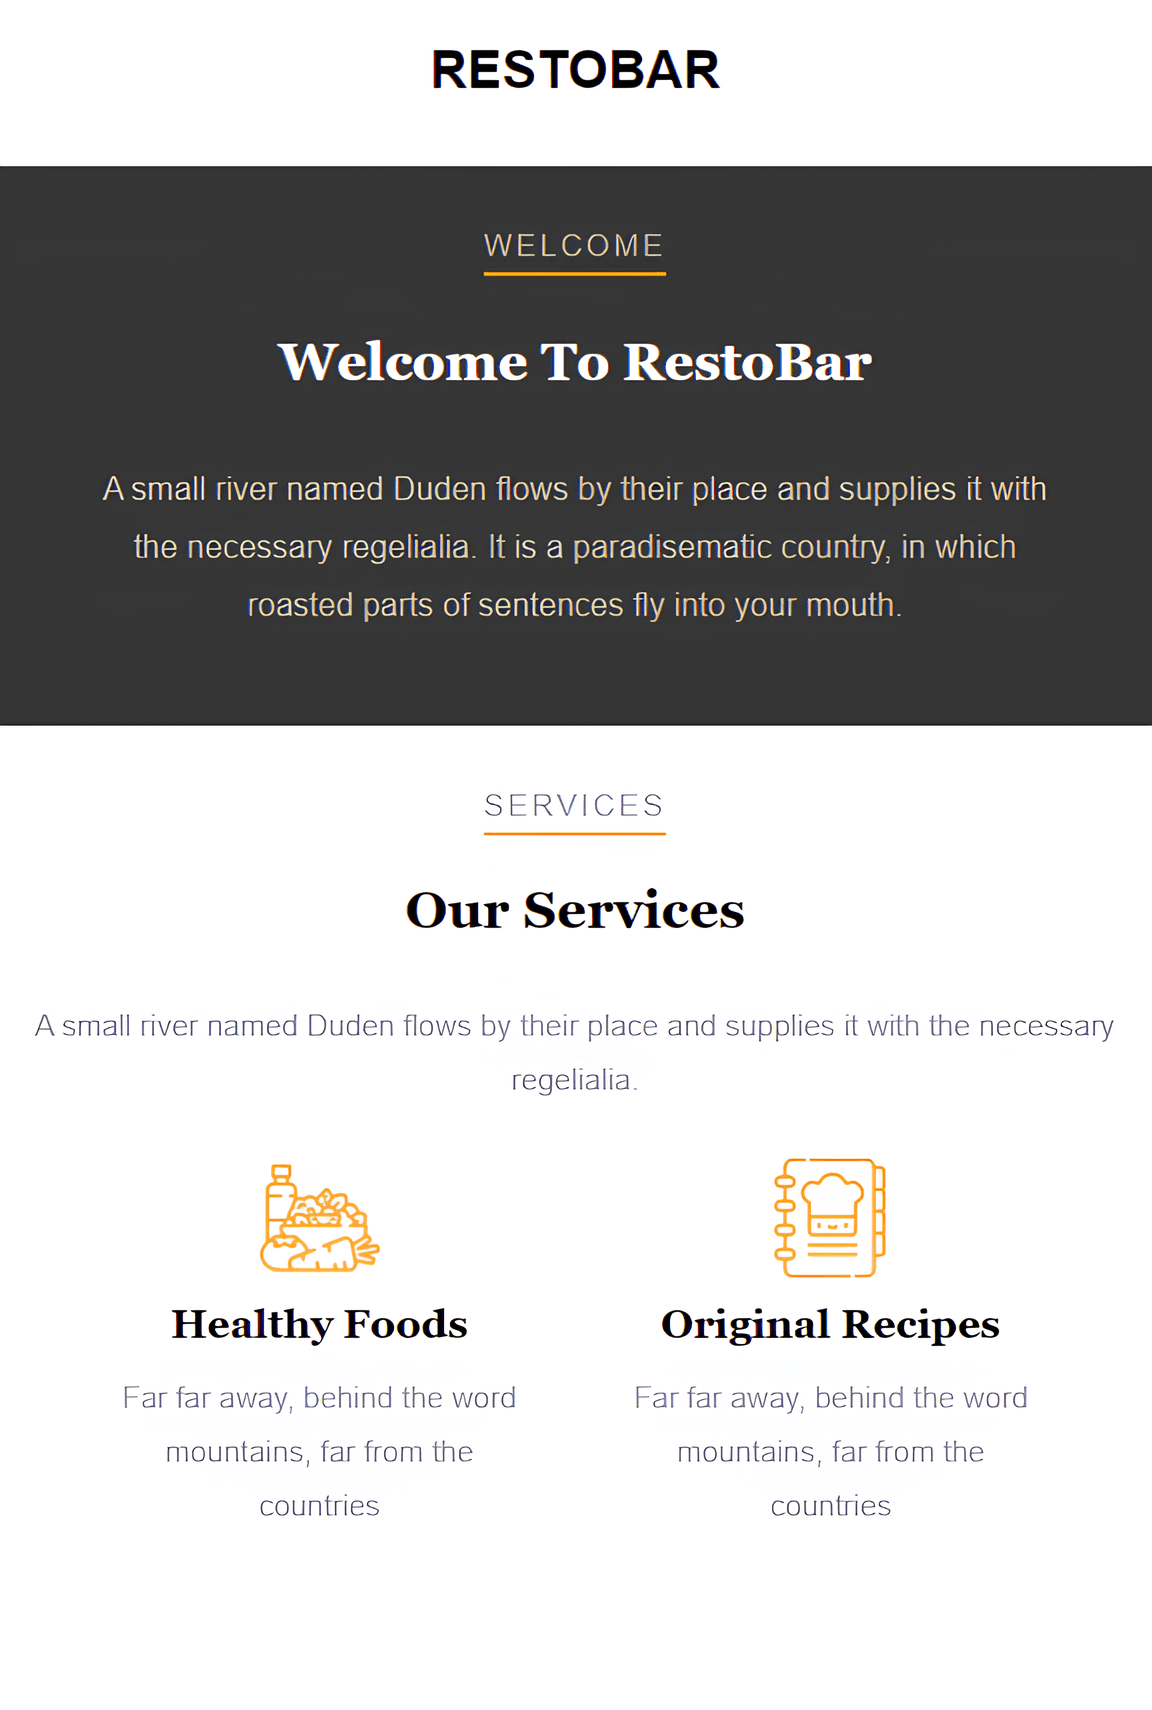 RESTOBAR
WELCOME
Welcome To RestoBar
A small river named Duden flows by their place and supplies it with
the necessary regelialia. It is a paradisematic country, in which
roasted parts of sentences fly into your mouth.
SERVICES
Our Services
A small river named Duden flows by their place and supplies it with the necessary
regelialia.
Healthy Foods
Far far away, behind the word
mountains, far from the
countries
Original Recipes
Far far away, behind the word
mountains, far from the
countries